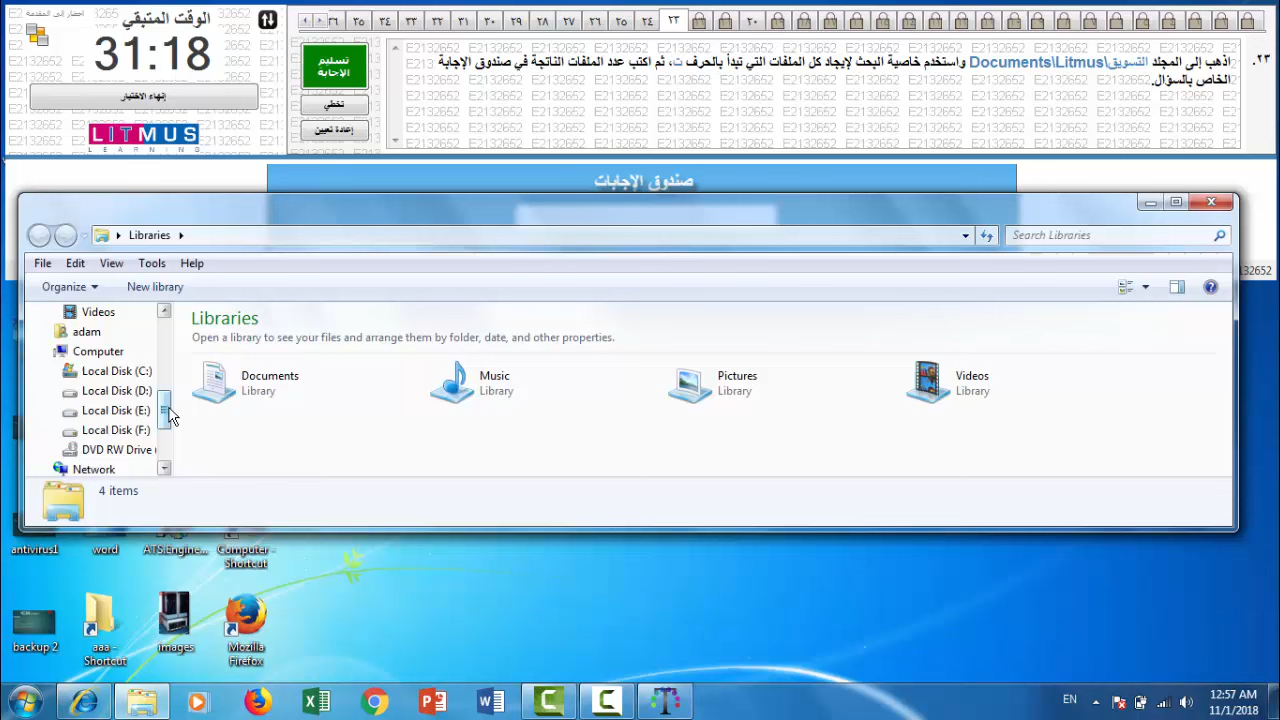 احضار إلى المقدمة
الوقت المتبقي
31:18
إنهاء الاختبار
LITMUS
LEARNING
٢٠ ٢٣ ٢٤ ٢٥ ٢٦ ٢٧ ٢٨ ٢٩ ٣٠ ٣١ ٣٢ ٣٣ ٣٤ ٣٥ ٣٦
تسليم الإجابة
تخطي
إعادة تعيين
٢٣. اذهب إلى المجلد التسويق\Documents\Litmus واستخدم خاصية البحث لإيجاد كل الملفات التي تبدأ بالحرف ت، ثم اكتب عدد الملفات الناتجة في صندوق الإجابة
الخاص بالسؤال.
E2132652
صندوق الإجابات
Libraries
Search Libraries
File Edit View Tools Help
Organize New library
Videos
adam
Computer
Local Disk (C:)
Local Disk (D:)
Local Disk (E:)
Local Disk (F:)
DVD RW Drive (
Network
Libraries
Open a library to see your files and arrange them by folder, date, and other properties.
Documents
Library
Music
Library
Pictures
Library
Videos
Library
4 items
32652
antivirus1
word
ATS.Engine...
Computer - Shortcut
backup 2
aaa - Shortcut
images
Mozilla Firefox
EN
12:57 AM
11/1/2018